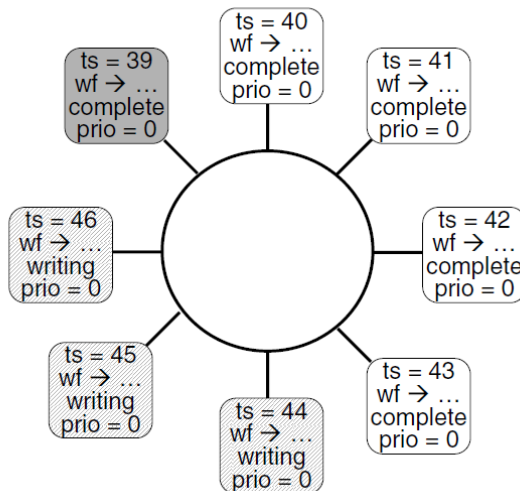 ts = 40
wf → ...
complete
prio = 0
ts = 39
wf → ...
complete
prio = 0
ts = 41
wf → ...
complete
prio = 0
ts = 46
wf → ...
writing
prio = 0
ts = 42
wf → ...
complete
prio = 0
ts = 45
wf → ...
writing
prio = 0
ts = 44
wf → ...
writing
prio = 0
ts = 43
wf → ...
complete
prio = 0